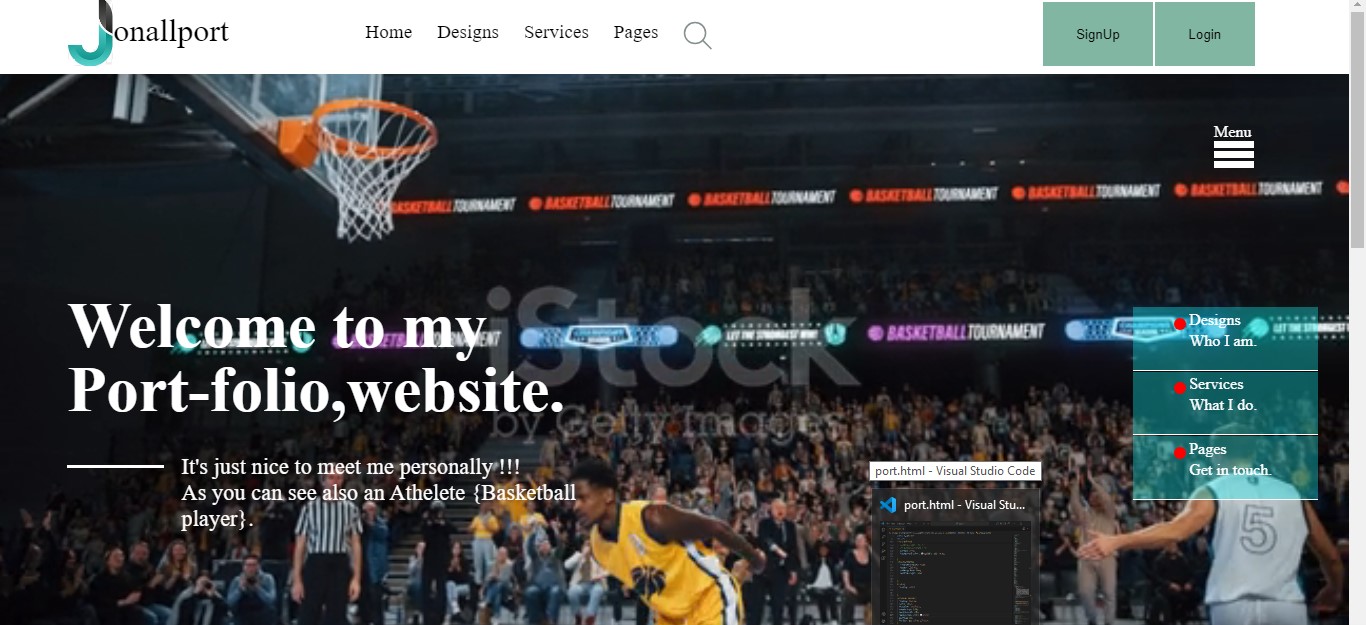 Jonallport
Home Designs Services Pages
SignUp Login
Menu
BASKETBALL TOURNAMENT BASKETBALL TOURNAMENT BASKETBALL TOURNAMENT BASKETBALL TOURNAMENT BASKETBALL TOURNAMENT BASKETBALL TOURNAMENT
iStock
by Getty Images
Welcome to my
Port-folio,website.
BASKETBALL TOURNAMENT LET THE STRONGEST WIN! BASKETBALL TOURNAMENT LET THE STRONGEST
Designs
Who I am.
Services
What I do.
Pages
Get in touch.
It's just nice to meet me personally !!!
As you can see also an Athelete {Basketball
player}.
port.html - Visual Studio Code
port.html - Visual Stu...
5